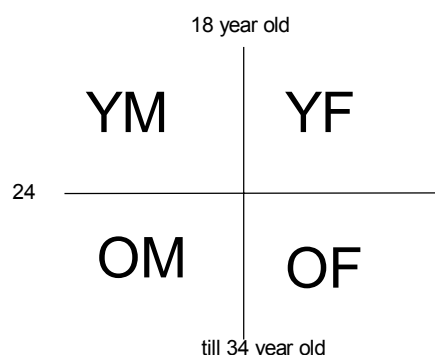 18 year old
YM YF
24
OM OF
till 34 year old